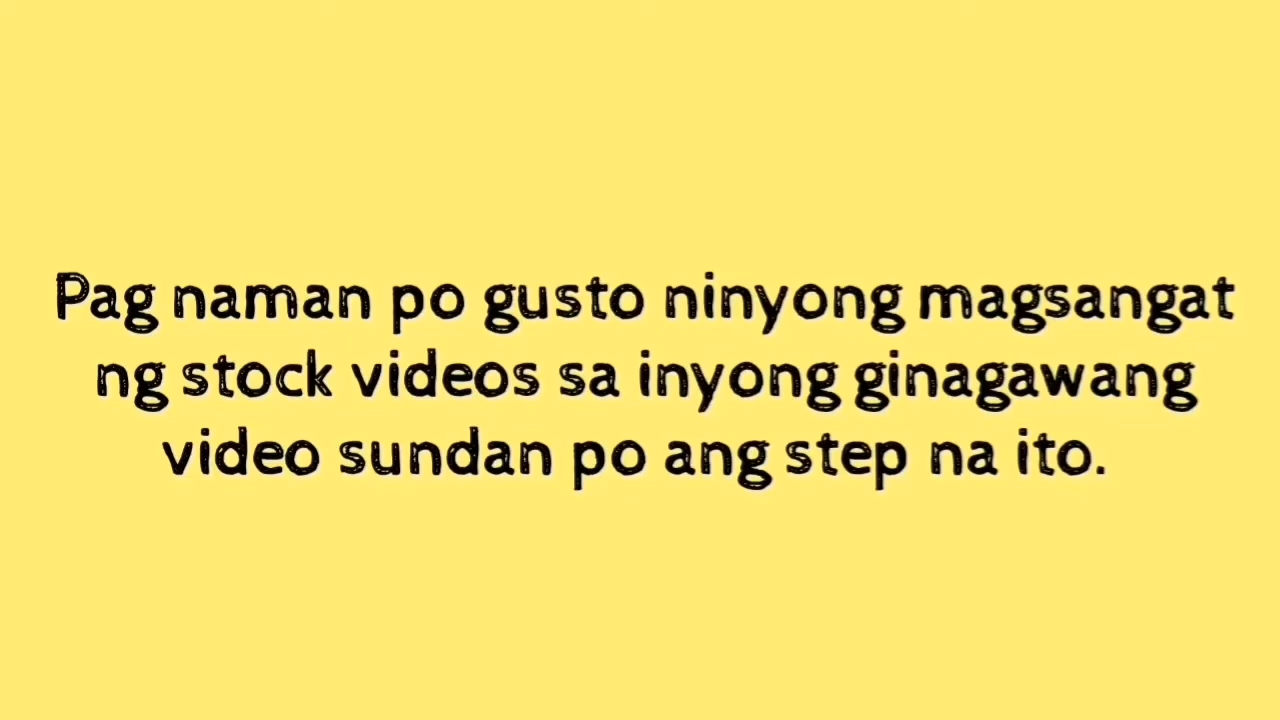 Pag naman po gusto ninyong magsangat
ng stock videos sa inyong ginagawang
video sundan po ang step na ito.